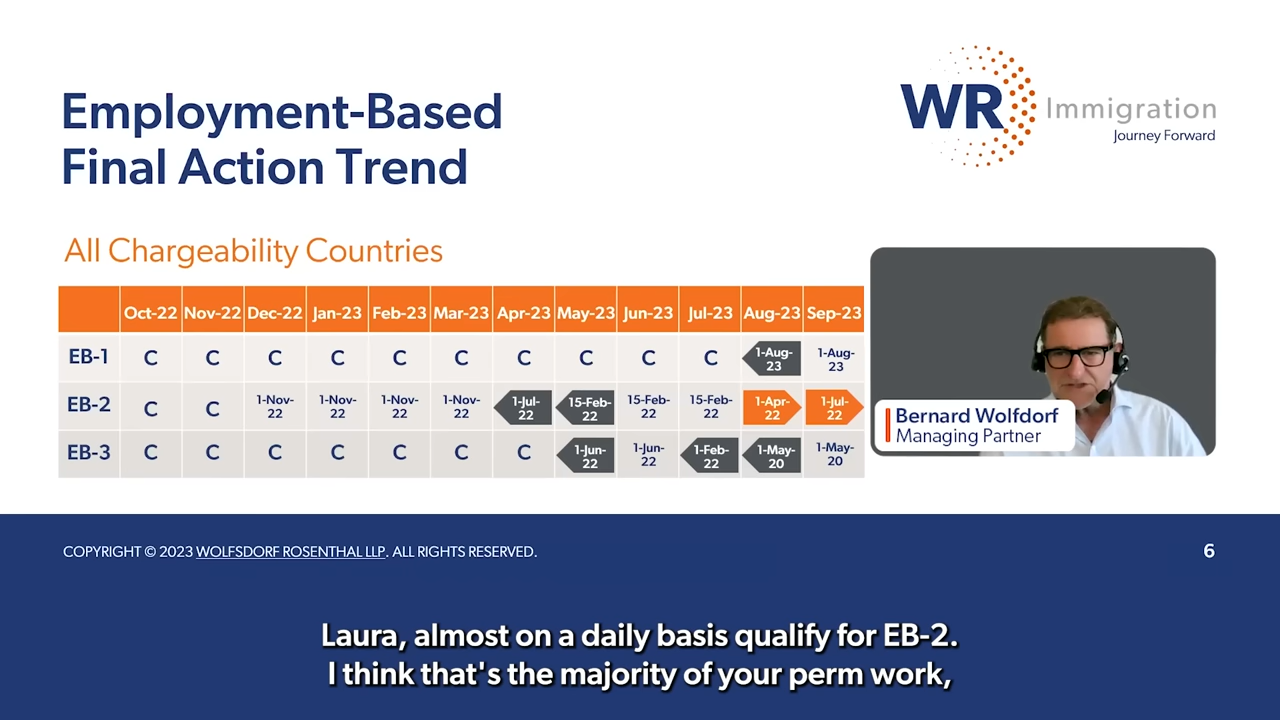 Employment-Based
Final Action Trend
WR Immigration
Journey Forward
All Chargeability Countries
Oct-22 Nov-22 Dec-22 Jan-23 Feb-23 Mar-23 Apr-23 May-23 Jun-23 Jul-23 Aug-23 Sep-23
EB-1 C C C C C C C C C C 1-Aug-23 1-Aug-23
EB-2 C C 1-Nov-22 1-Nov-22 1-Nov-22 1-Nov-22 1-Jul-22 15-Feb-22 15-Feb-22 15-Feb-22 1-Apr-22 1-Jul-22
EB-3 C C C C C C C 1-Jun-22 1-Jun-22 1-Feb-22 1-May-20 1-May-20
Bernard Wolfdorf
Managing Partner
COPYRIGHT © 2023 WOLFSDORF ROSENTHAL LLP. ALL RIGHTS RESERVED.
6
Laura, almost on a daily basis qualify for EB-2.
I think that's the majority of your perm work,